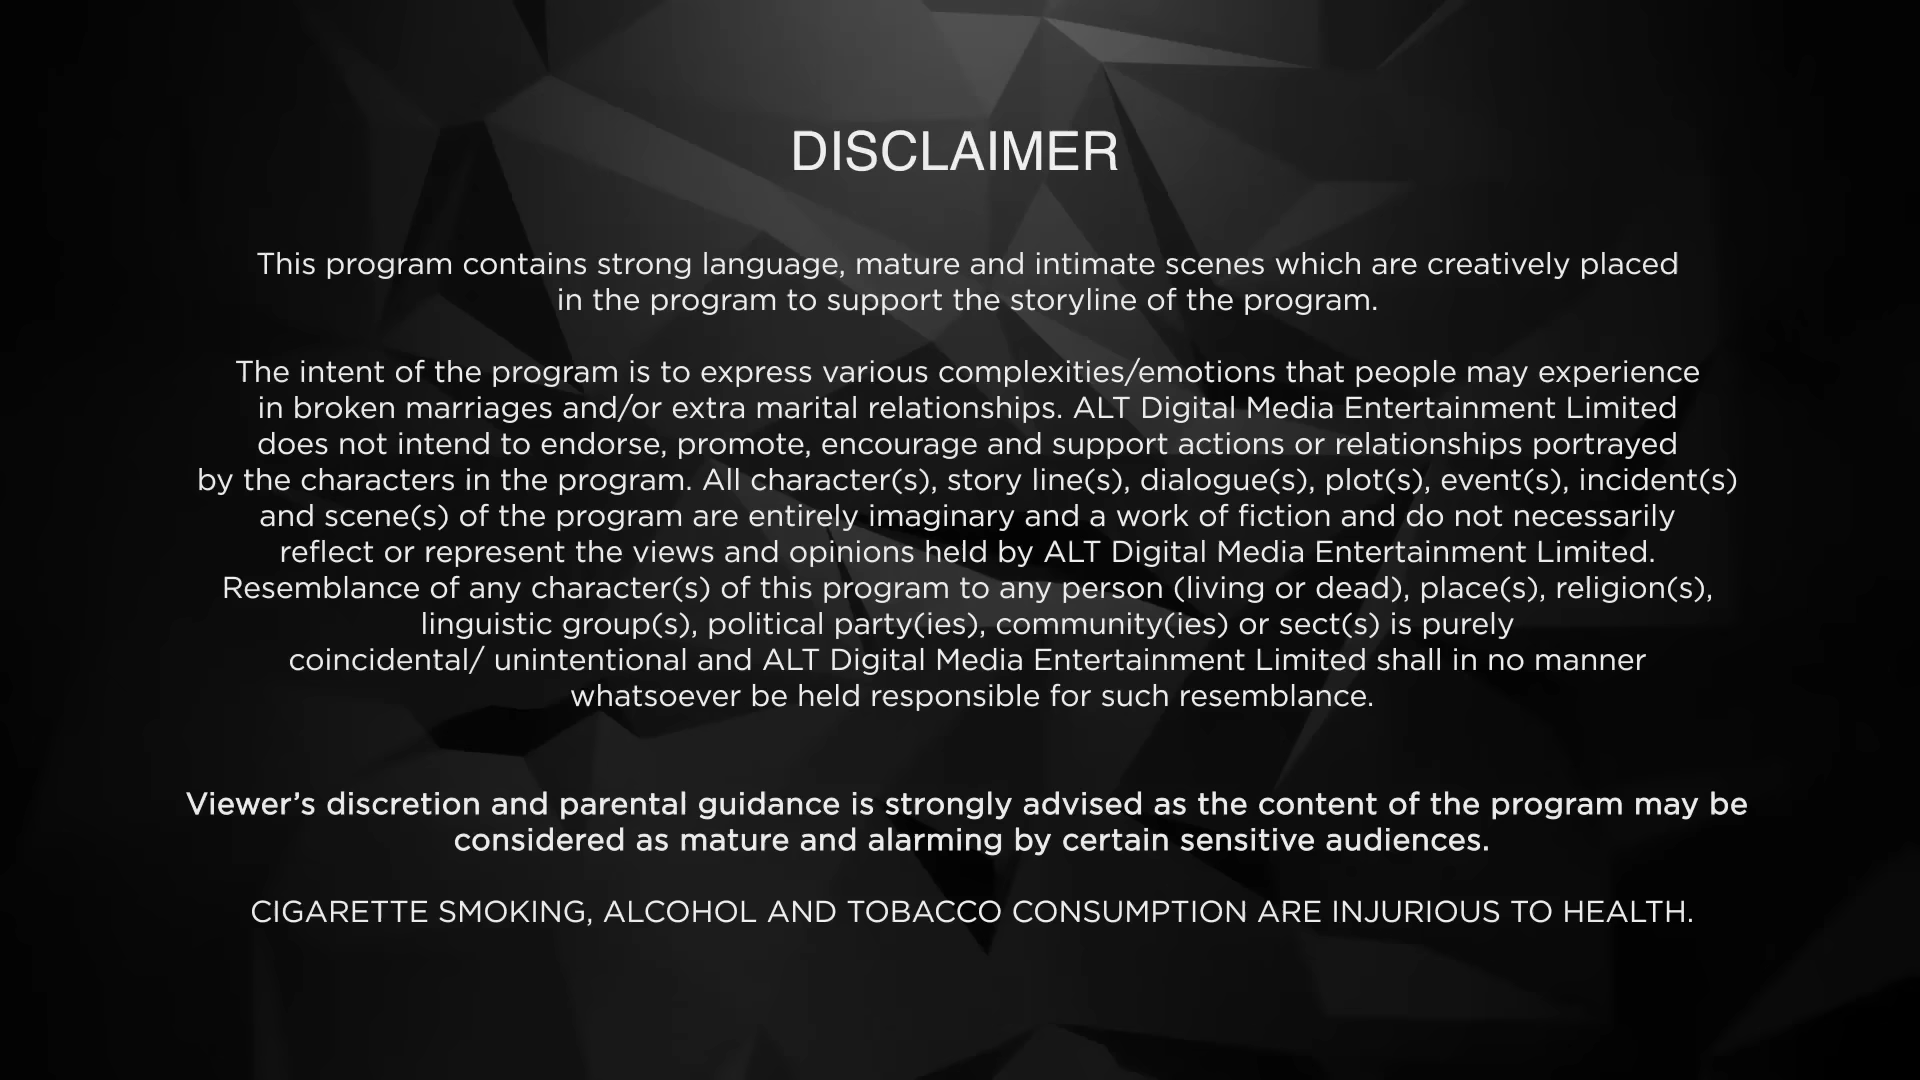 DISCLAIMER
This program contains strong language, mature and intimate scenes which are creatively placed
in the program to support the storyline of the program.
The intent of the program is to express various complexities/emotions that people may experience
in broken marriages and/or extra marital relationships. ALT Digital Media Entertainment Limited
does not intend to endorse, promote, encourage and support actions or relationships portrayed
by the characters in the program. All character(s), story line(s), dialogue(s), plot(s), event(s), incident(s)
and scene(s) of the program are entirely imaginary and a work of fiction and do not necessarily
reflect or represent the views and opinions held by ALT Digital Media Entertainment Limited.
Resemblance of any character(s) of this program to any person (living or dead), place(s), religion(s),
linguistic group(s), political party(ies), community(ies) or sect(s) is purely
coincidental/ unintentional and ALT Digital Media Entertainment Limited shall in no manner
whatsoever be held responsible for such resemblance.
Viewer’s discretion and parental guidance is strongly advised as the content of the program may be
considered as mature and alarming by certain sensitive audiences.
CIGARETTE SMOKING, ALCOHOL AND TOBACCO CONSUMPTION ARE INJURIOUS TO HEALTH.